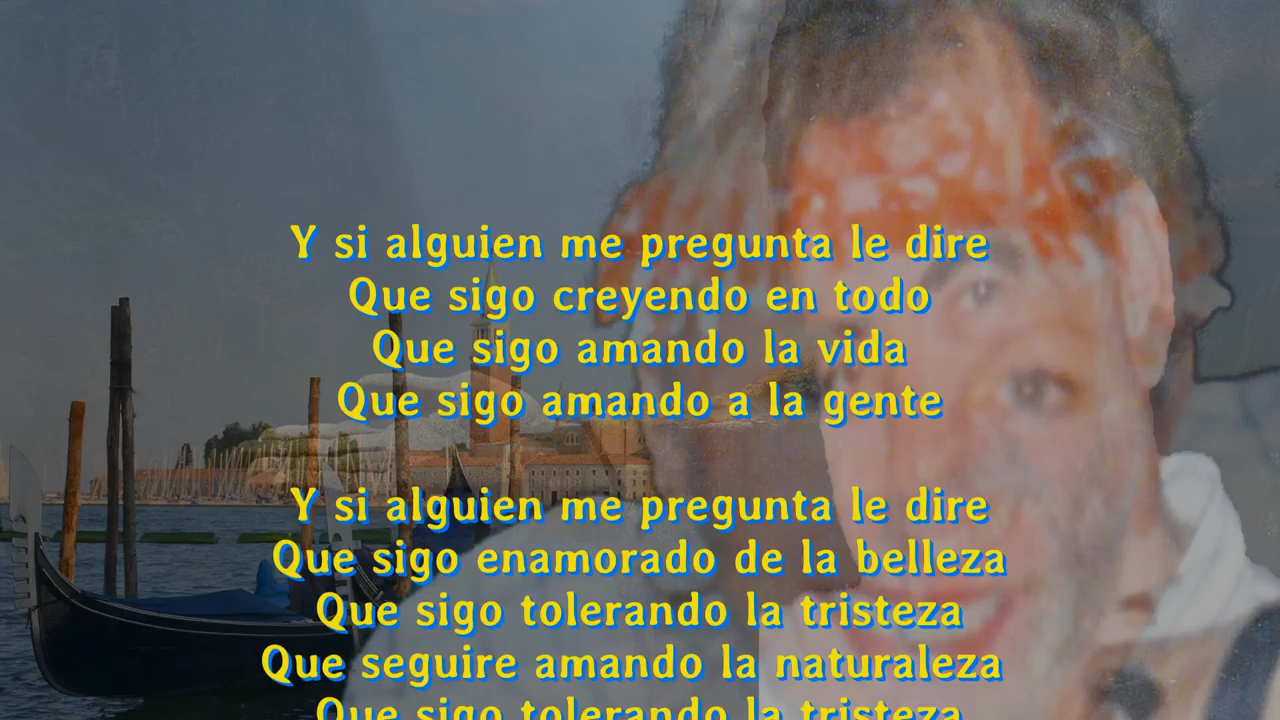 Y si alguien me pregunta le dire
Que sigo creyendo en todo
Que sigo amando la vida
Que sigo amando a la gente
Y si alguien me pregunta le dire
Que sigo enamorado de la belleza
Que sigo tolerando la tristeza
Que seguire amando la naturaleza
Que sigo tolerando la tristeza